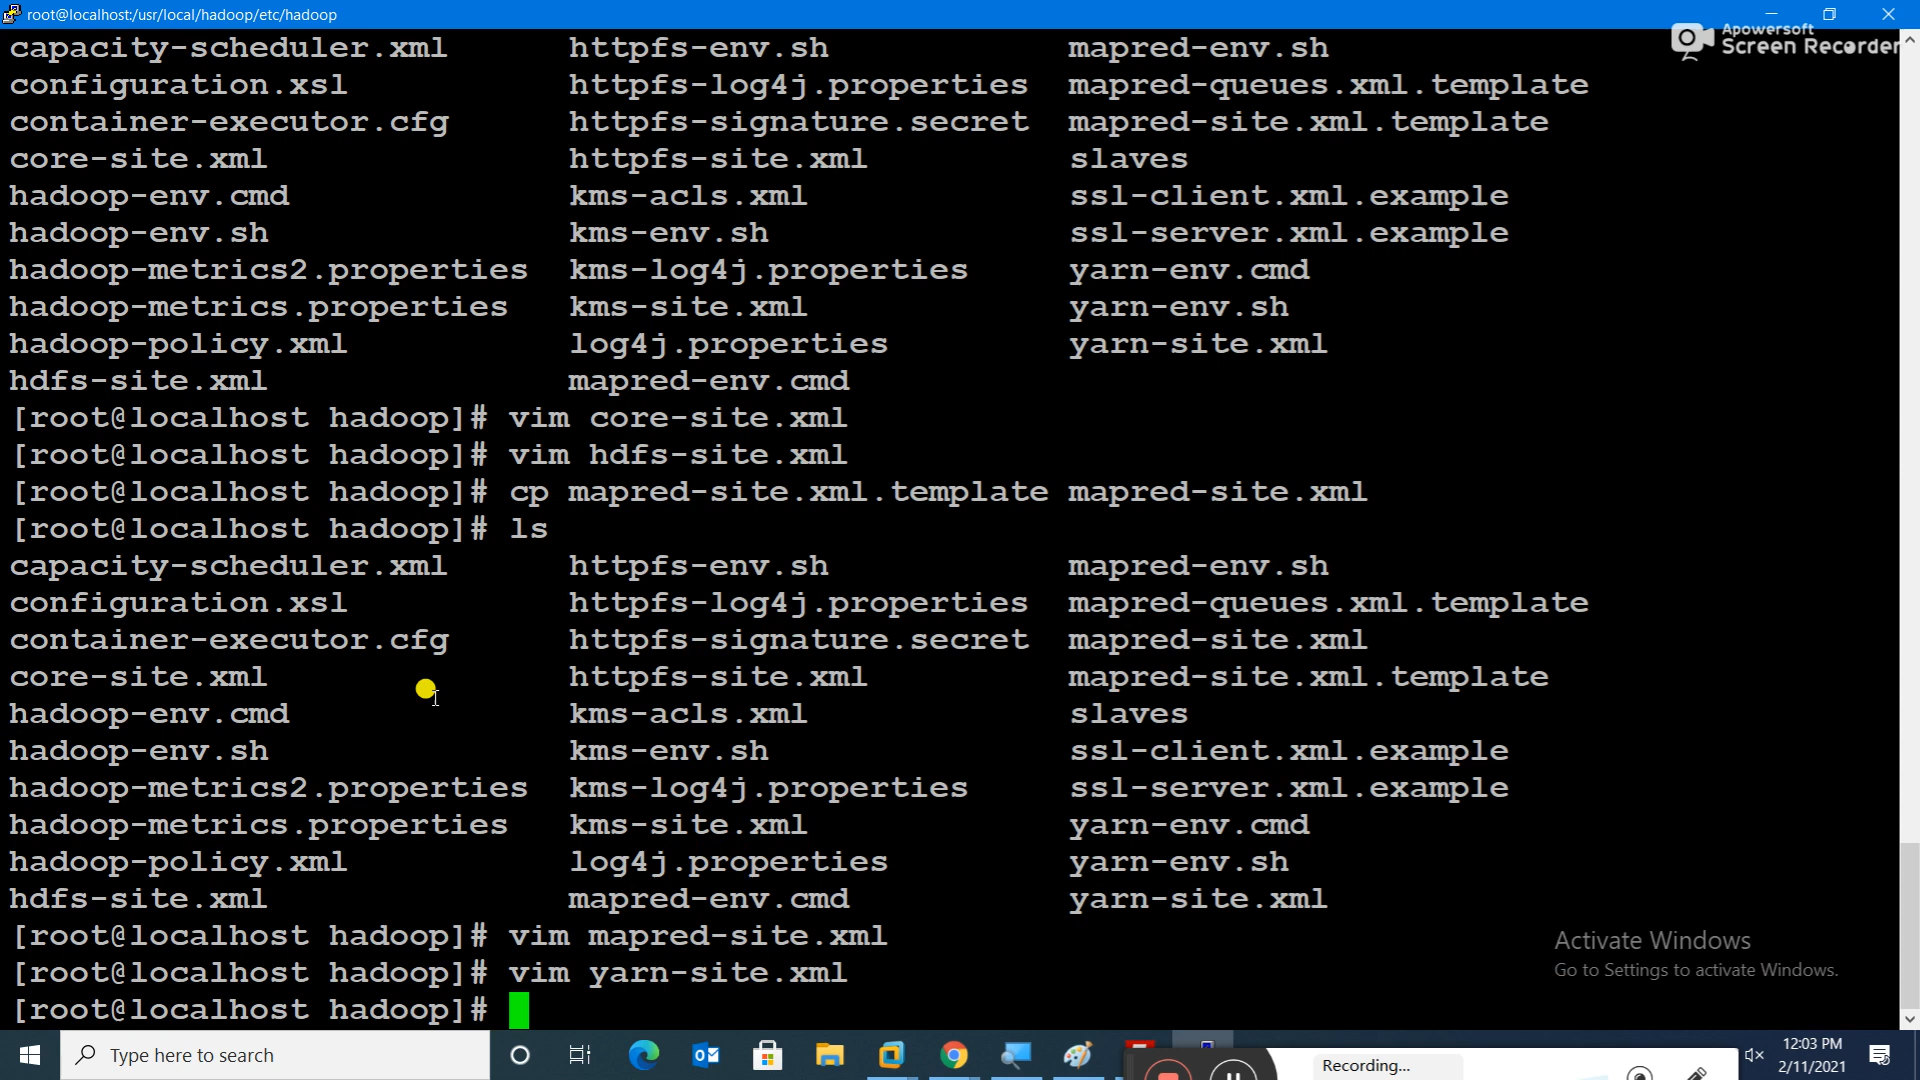 root@localhost:/usr/local/hadoop/etc/hadoop
Apowersoft
Screen Recorder
capacity-scheduler.xml httpfs-env.sh mapred-env.sh
configuration.xsl httpfs-log4j.properties mapred-queues.xml.template
container-executor.cfg httpfs-signature.secret mapred-site.xml.template
core-site.xml httpfs-site.xml slaves
hadoop-env.cmd kms-acls.xml ssl-client.xml.example
hadoop-env.sh kms-env.sh ssl-server.xml.example
hadoop-metrics2.properties kms-log4j.properties yarn-env.cmd
hadoop-metrics.properties kms-site.xml yarn-env.sh
hadoop-policy.xml log4j.properties yarn-site.xml
hdfs-site.xml mapred-env.cmd
[root@localhost hadoop]# vim core-site.xml
[root@localhost hadoop]# vim hdfs-site.xml
[root@localhost hadoop]# cp mapred-site.xml.template mapred-site.xml
[root@localhost hadoop]# ls
capacity-scheduler.xml httpfs-env.sh mapred-env.sh
configuration.xsl httpfs-log4j.properties mapred-queues.xml.template
container-executor.cfg httpfs-signature.secret mapred-site.xml
core-site.xml httpfs-site.xml mapred-site.xml.template
hadoop-env.cmd kms-acls.xml slaves
hadoop-env.sh kms-env.sh ssl-client.xml.example
hadoop-metrics2.properties kms-log4j.properties ssl-server.xml.example
hadoop-metrics.properties kms-site.xml yarn-env.cmd
hadoop-policy.xml log4j.properties yarn-env.sh
hdfs-site.xml mapred-env.cmd yarn-site.xml
[root@localhost hadoop]# vim mapred-site.xml
[root@localhost hadoop]# vim yarn-site.xml
[root@localhost hadoop]#
Activate Windows
Go to Settings to activate Windows.
Type here to search
Recording...
12:03 PM
2/11/2021